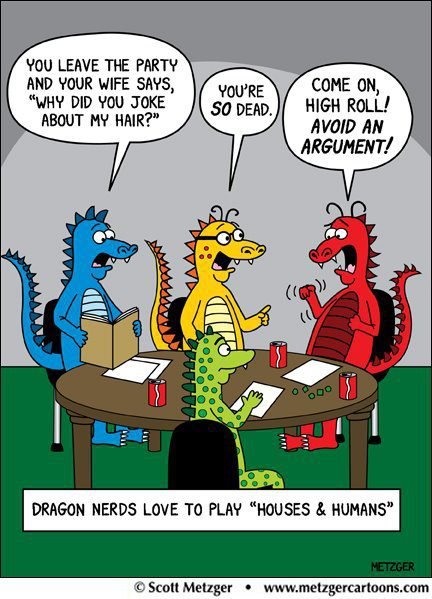 YOU LEAVE THE PARTY
AND YOUR WIFE SAYS,
"WHY DID YOU JOKE
ABOUT MY HAIR?"
YOU'RE
SO DEAD.
COME ON,
HIGH ROLL!
AVOID AN
ARGUMENT!
DRAGON NERDS LOVE TO PLAY "HOUSES & HUMANS"
METZGER
© Scott Metzger • www.metzgercartoons.com